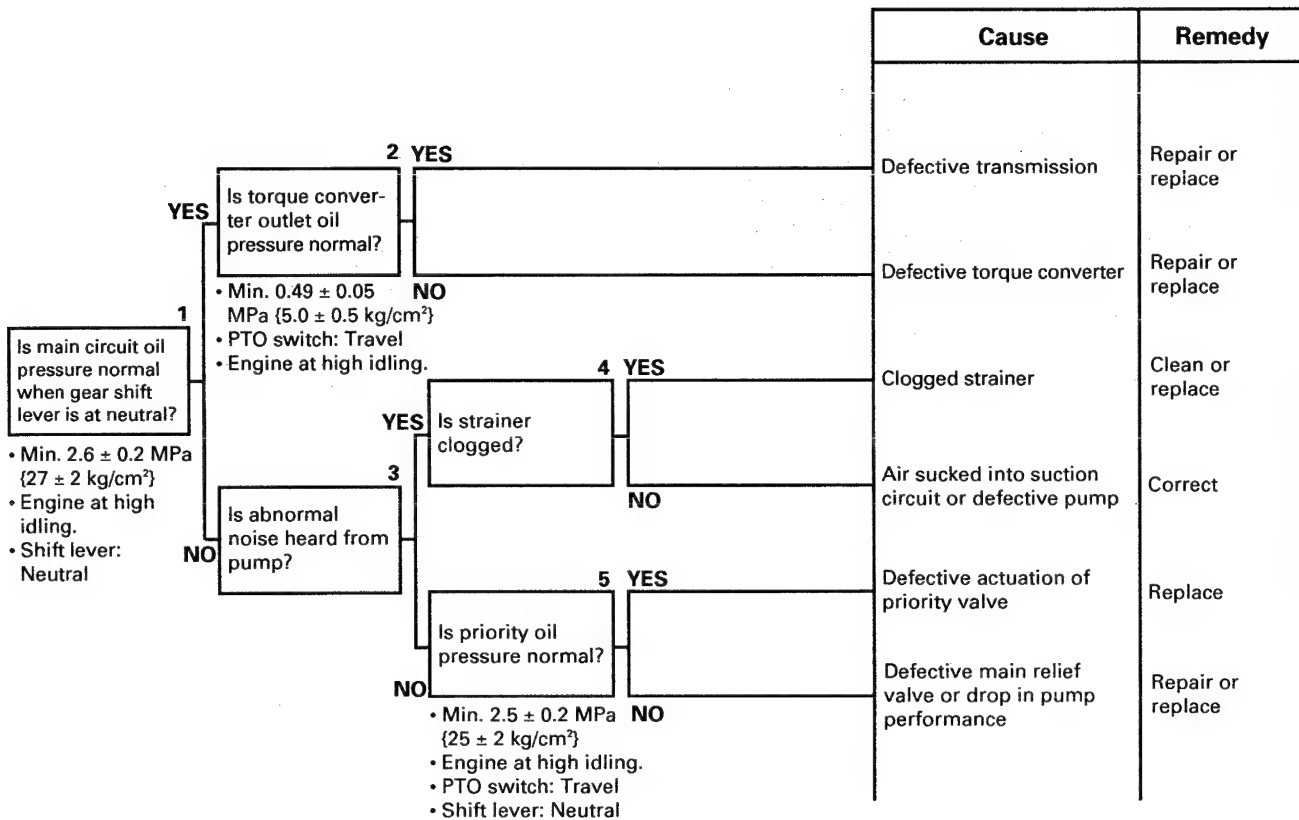 Cause
Remedy
1
Is main circuit oil
pressure normal
when gear shift
lever is at neutral?
• Min. 2.6 ± 0.2 MPa
{27 ± 2 kg/cm²}
• Engine at high
idling.
• Shift lever:
Neutral
YES
2
Is torque conver-
ter outlet oil
pressure normal?
• Min. 0.49 ± 0.05
MPa {5.0 ± 0.5 kg/cm²}
• PTO switch: Travel
• Engine at high idling.
YES
Defective transmission
Repair or
replace
NO
Defective torque converter
Repair or
replace
NO
3
Is abnormal
noise heard from
pump?
YES
4
Is strainer
clogged?
YES
Clogged strainer
Clean or
replace
NO
Air sucked into suction
circuit or defective pump
Correct
NO
5
Is priority oil
pressure normal?
• Min. 2.5 ± 0.2 MPa
{25 ± 2 kg/cm²}
• Engine at high idling.
• PTO switch: Travel
• Shift lever: Neutral
YES
Defective actuation of
priority valve
Replace
NO
Defective main relief
valve or drop in pump
performance
Repair or
replace